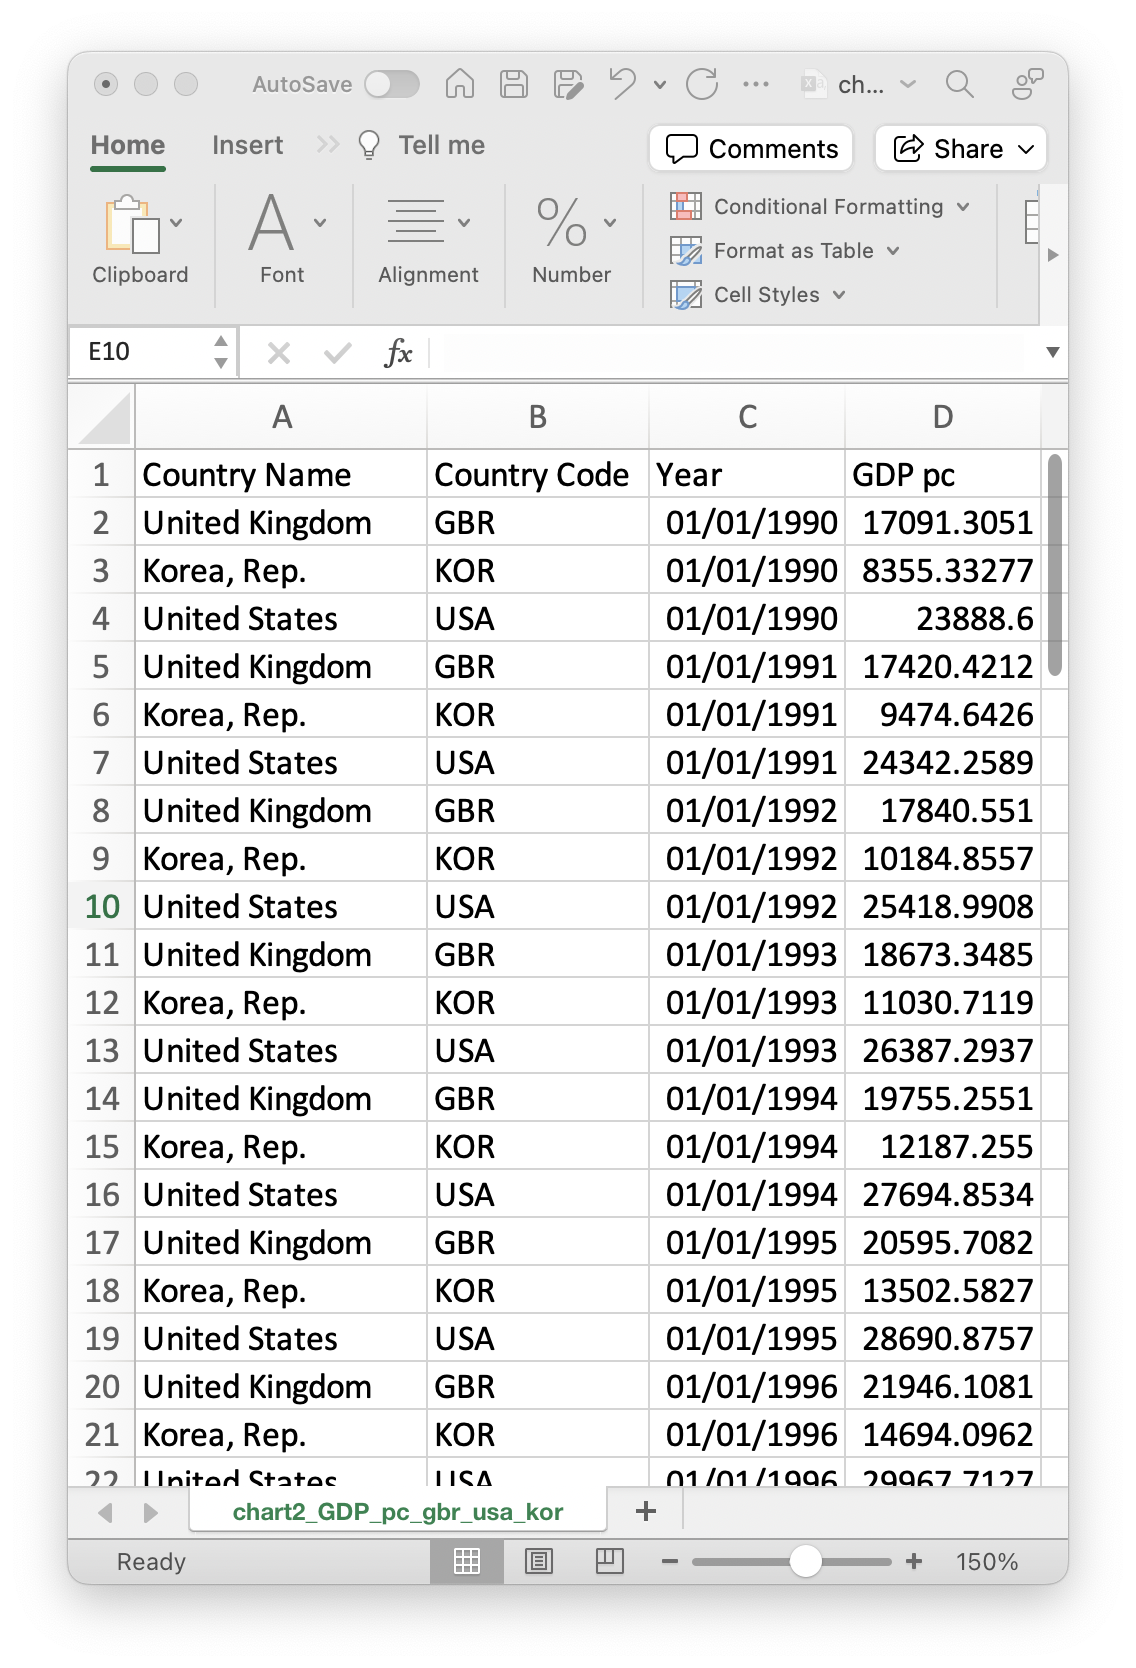 AutoSave ch...
Home Insert Tell me Comments Share
Clipboard Font Alignment Number
Conditional Formatting
Format as Table
Cell Styles
E10 fx
A B C D
1 Country Name Country Code Year GDP pc
2 United Kingdom GBR 01/01/1990 17091.3051
3 Korea, Rep. KOR 01/01/1990 8355.33277
4 United States USA 01/01/1990 23888.6
5 United Kingdom GBR 01/01/1991 17420.4212
6 Korea, Rep. KOR 01/01/1991 9474.6426
7 United States USA 01/01/1991 24342.2589
8 United Kingdom GBR 01/01/1992 17840.551
9 Korea, Rep. KOR 01/01/1992 10184.8557
10 United States USA 01/01/1992 25418.9908
11 United Kingdom GBR 01/01/1993 18673.3485
12 Korea, Rep. KOR 01/01/1993 11030.7119
13 United States USA 01/01/1993 26387.2937
14 United Kingdom GBR 01/01/1994 19755.2551
15 Korea, Rep. KOR 01/01/1994 12187.255
16 United States USA 01/01/1994 27694.8534
17 United Kingdom GBR 01/01/1995 20595.7082
18 Korea, Rep. KOR 01/01/1995 13502.5827
19 United States USA 01/01/1995 28690.8757
20 United Kingdom GBR 01/01/1996 21946.1081
21 Korea, Rep. KOR 01/01/1996 14694.0962
22 United States USA 01/01/1996 29967.7127
chart2_GDP_pc_gbr_usa_kor
Ready 150%